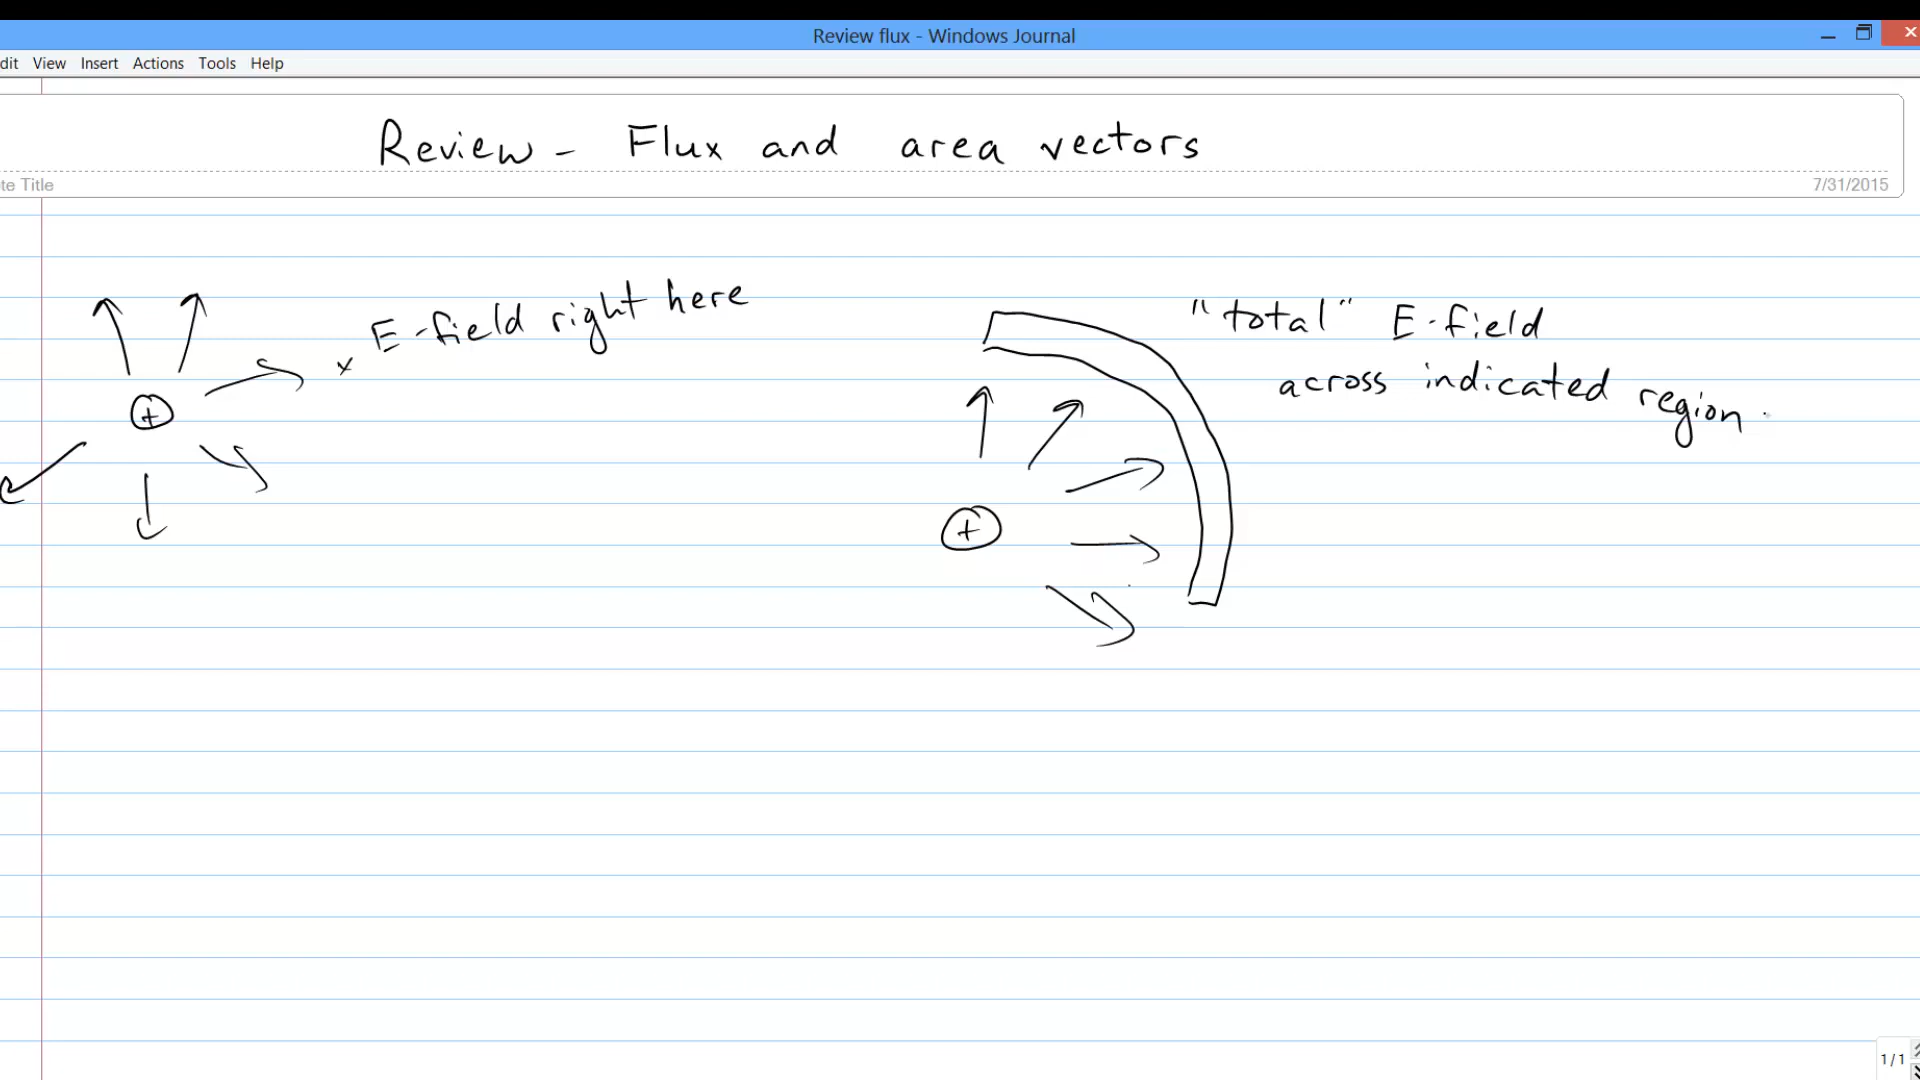 Review flux - Windows Journal
dit View Insert Actions Tools Help
Review - Flux and area vectors
te Title
7/31/2015
x E-field right here
"total" E-field
across indicated region.
+
+
1/1